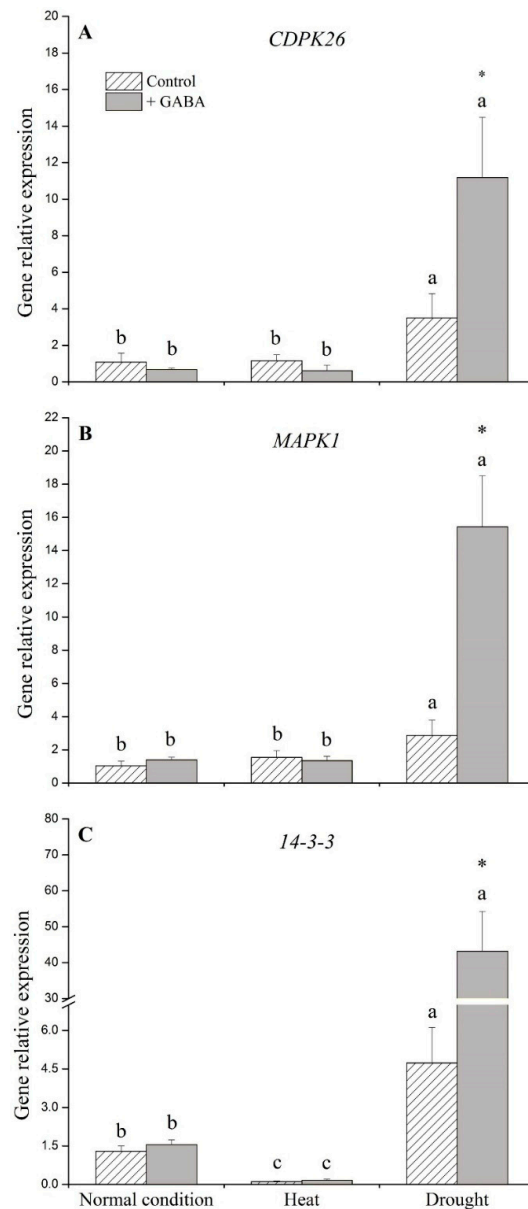 A
CDPK26
Control
+ GABA
Gene relative expression
20
18
16
14
12
10
8
6
4
2
0
b
b
b
b
a
*
a
B
MAPK1
Gene relative expression
22
20
18
16
14
12
10
8
6
4
2
0
b
b
b
b
a
*
a
C
14-3-3
Gene relative expression
80
70
60
50
40
30
6.0
4.5
3.0
1.5
0.0
b
b
c
c
a
*
a
Normal condition
Heat
Drought